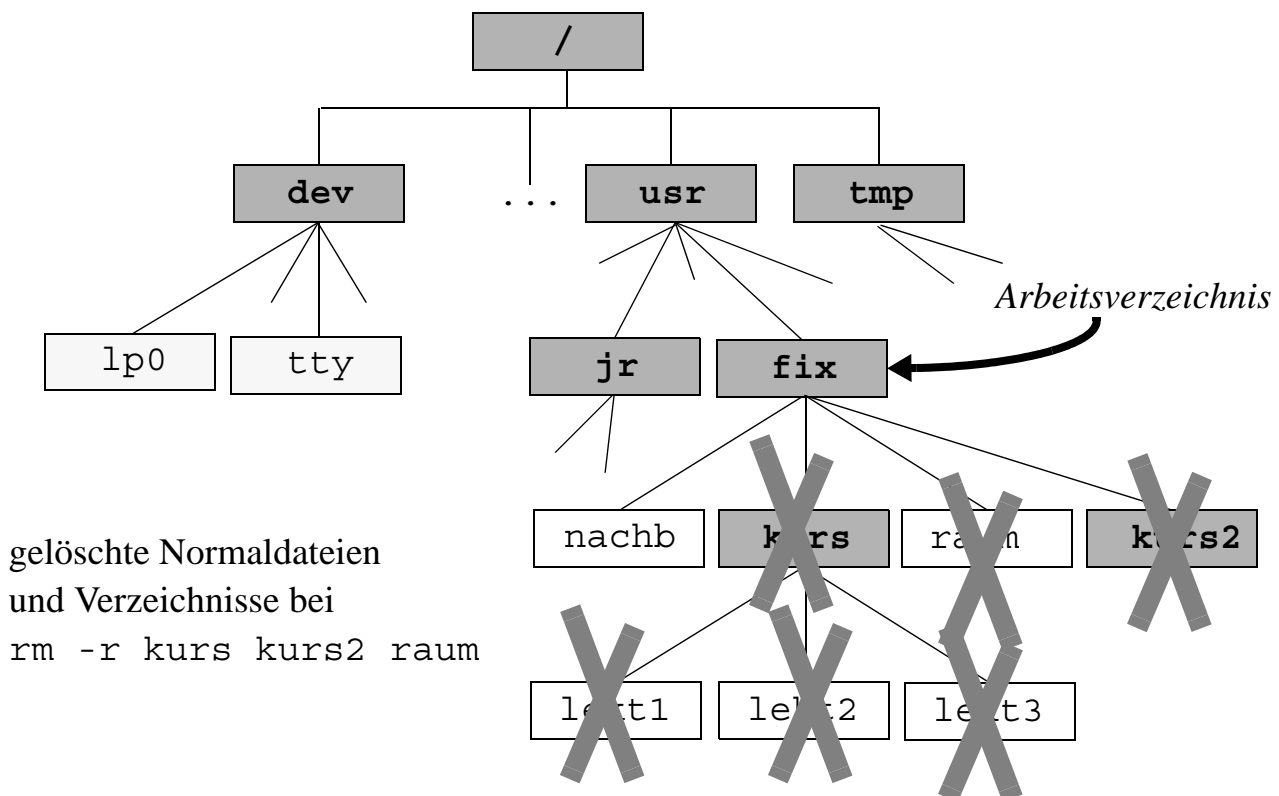 /
dev ... usr tmp
Arbeitsverzeichnis
lp0 tty jr fix
nachb kurs raum kurs2
gelöschte Normaldateien
und Verzeichnisse bei
rm -r kurs kurs2 raum
lekt1 lekt2 lekt3